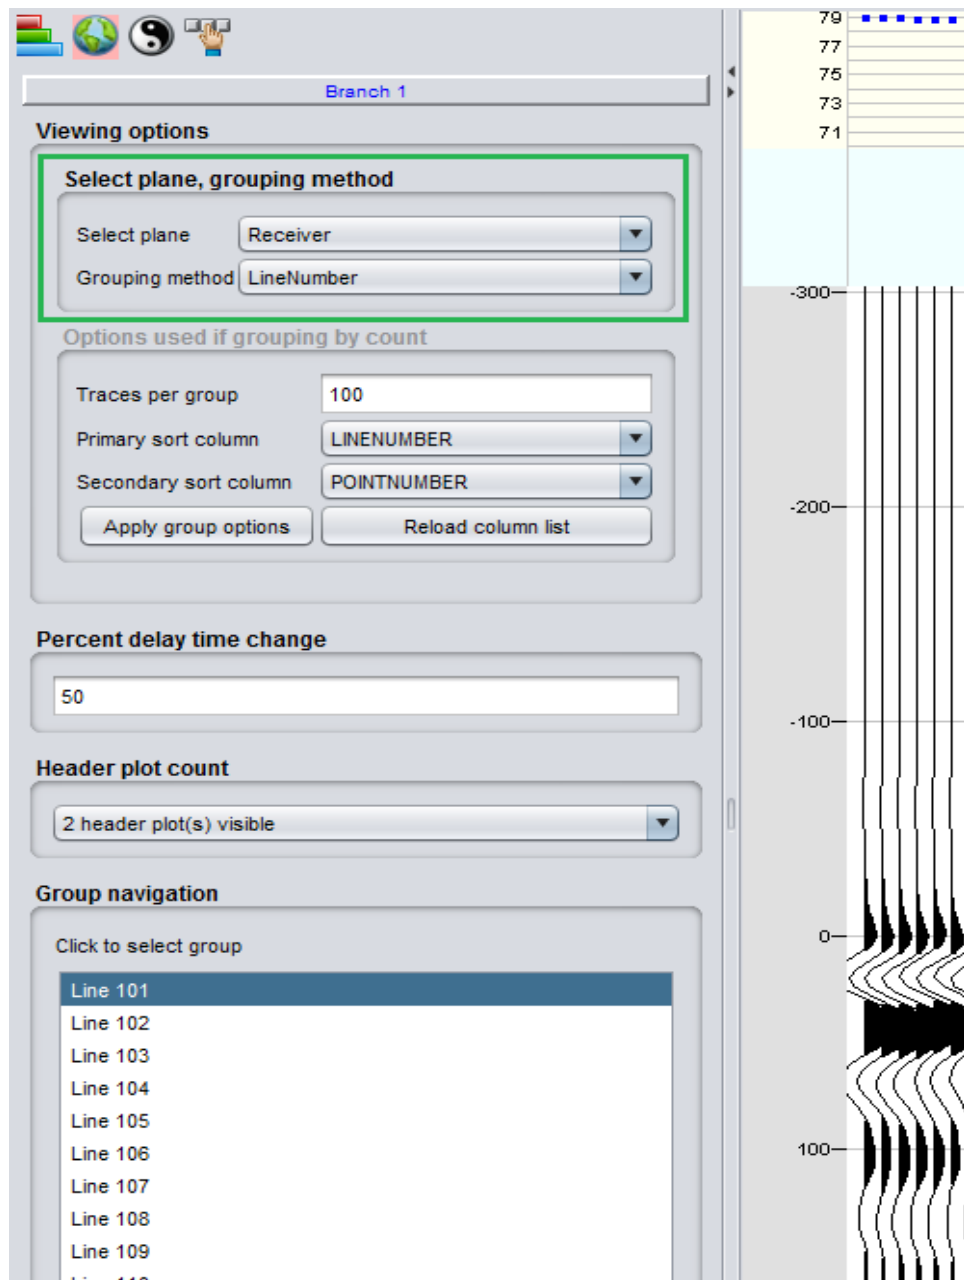 Branch 1
Viewing options
Select plane, grouping method
Select plane Receiver
Grouping method LineNumber
Options used if grouping by count
Traces per group 100
Primary sort column LINENUMBER
Secondary sort column POINTNUMBER
Apply group options Reload column list
Percent delay time change
50
Header plot count
2 header plot(s) visible
Group navigation
Click to select group
Line 101
Line 102
Line 103
Line 104
Line 105
Line 106
Line 107
Line 108
Line 109
79
77
75
73
71
-300
-200
-100
0
100